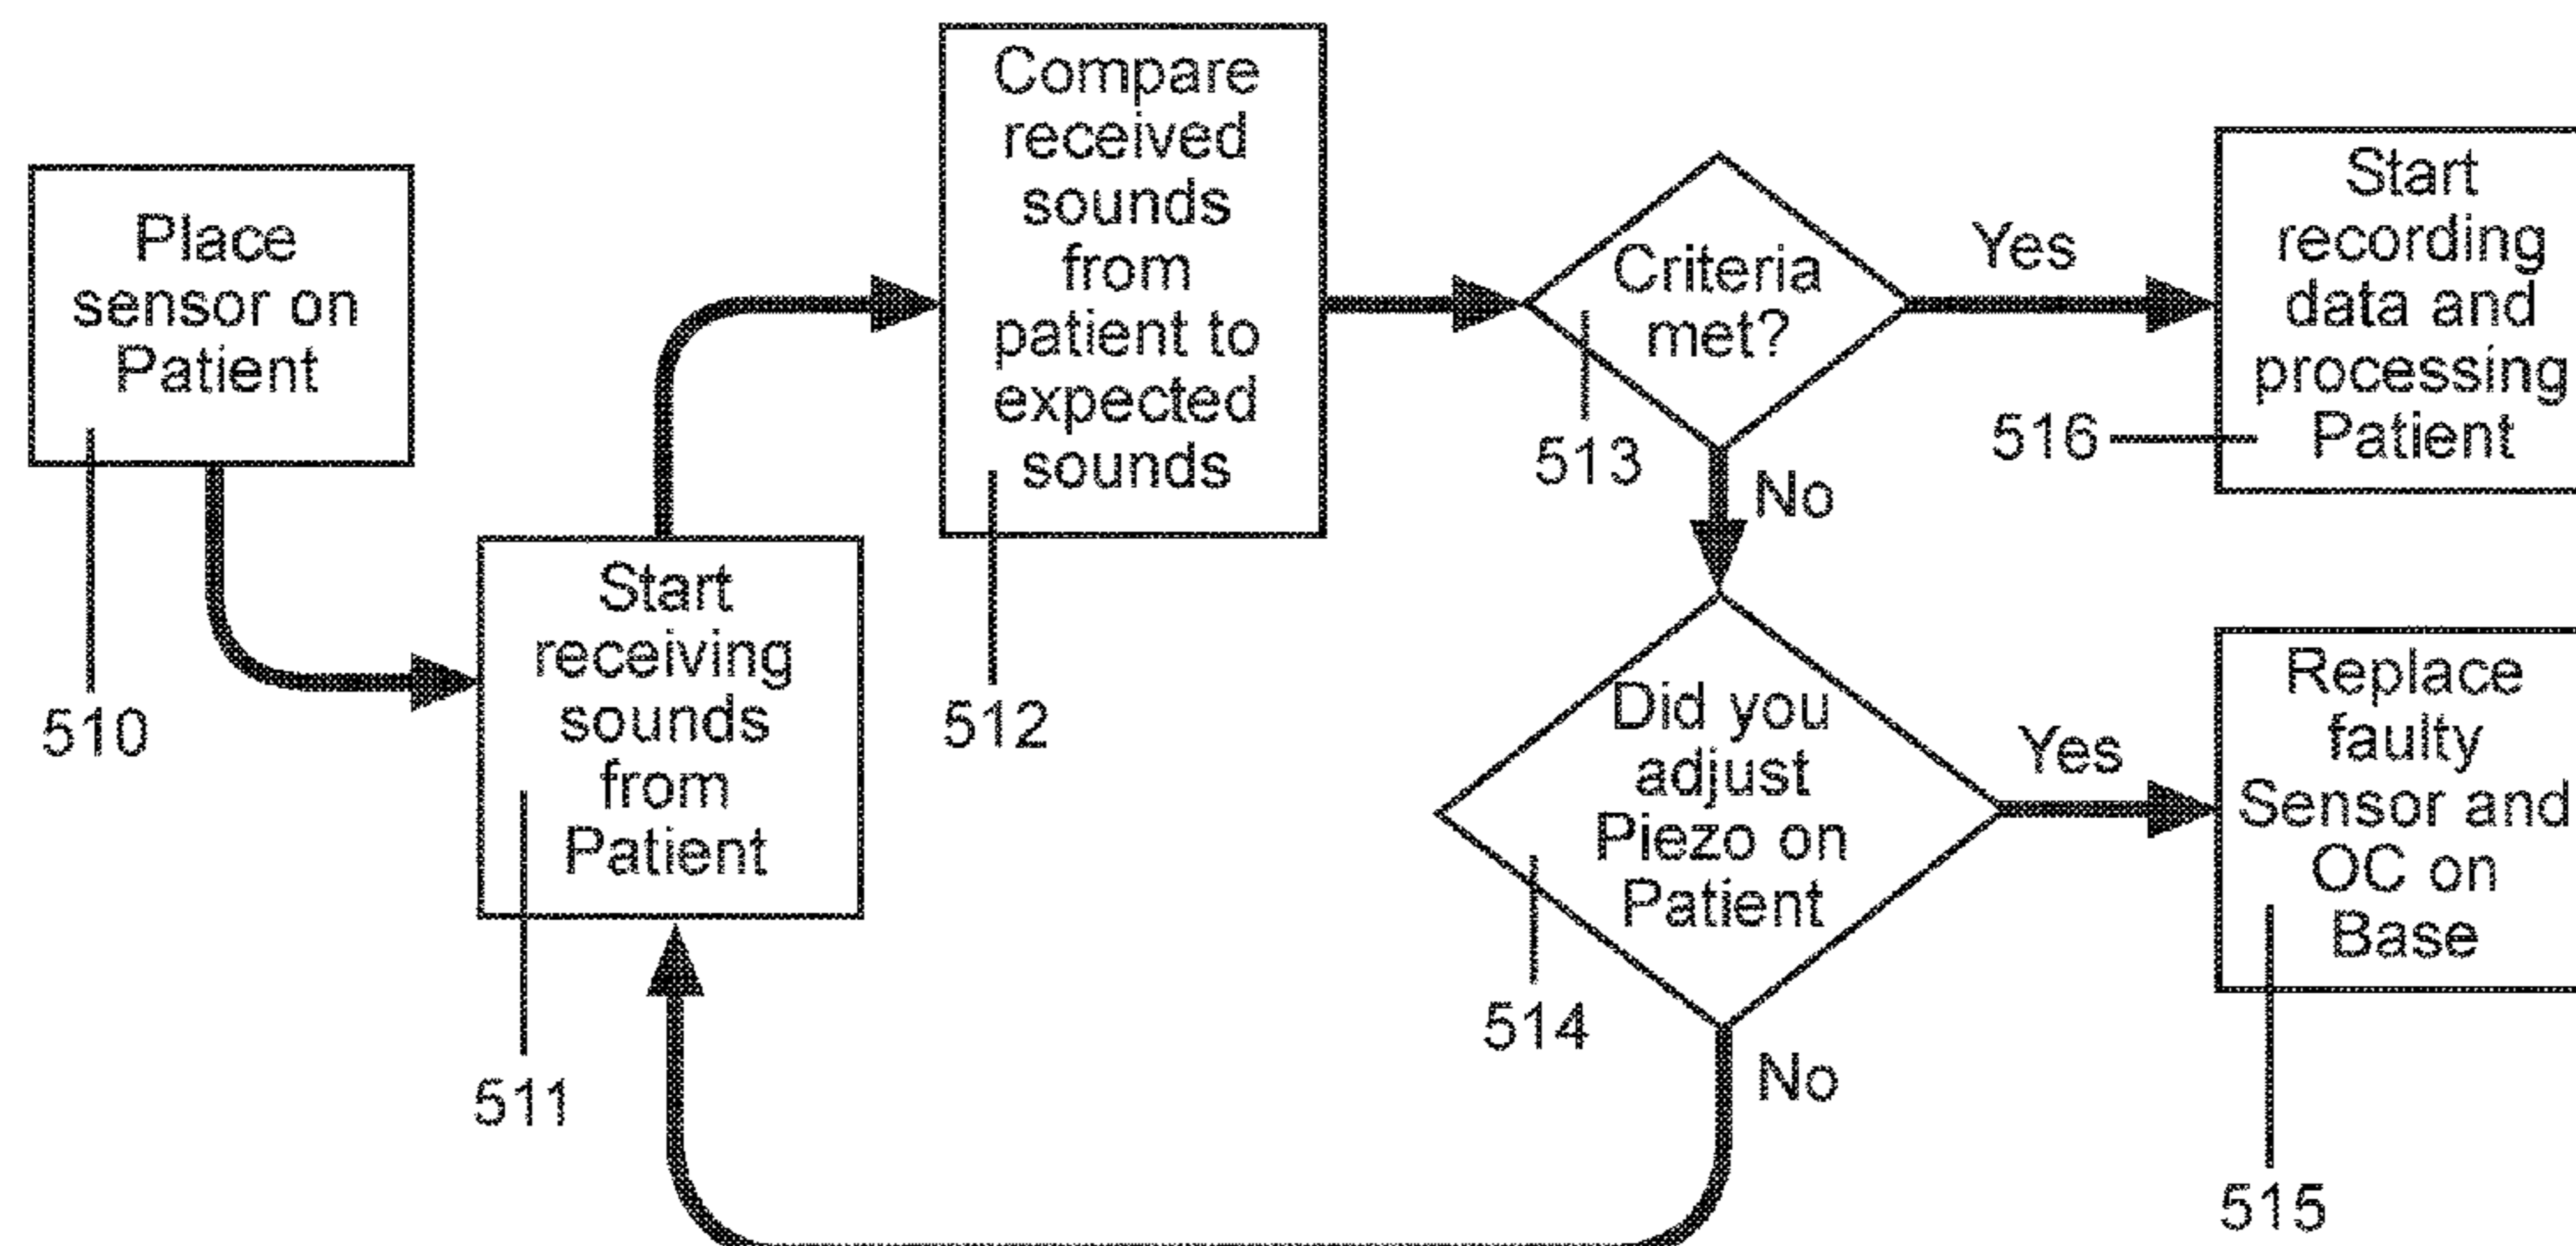 Place
sensor on
Patient
510
Start
receiving
sounds
from
Patient
511
Compare
received
sounds
from
patient to
expected
sounds
512
Criteria
met?
513
Yes
No
Start
recording
data and
processing
Patient
516
Did you
adjust
Piezo on
Patient
514
Yes
No
Replace
faulty
Sensor and
OC on
Base
515